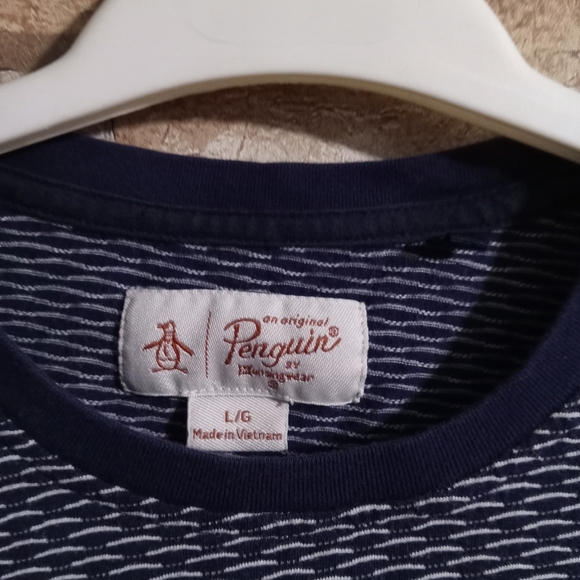 an original
Penguin®
BY
Munsingwear
®
L/G
Made in Vietnam